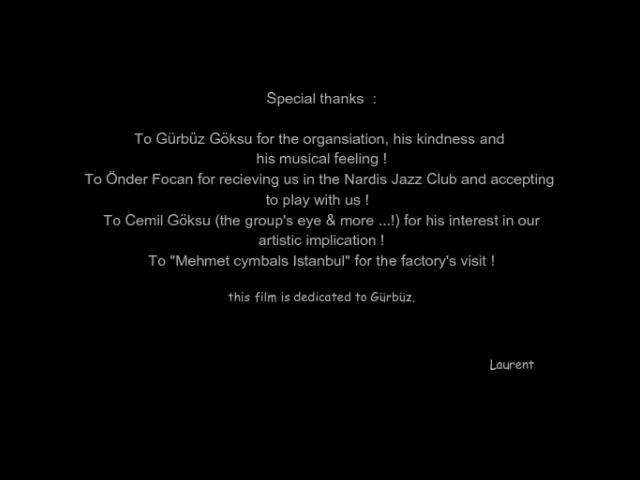 Special thanks  :
To Gürbüz Göksu for the organsiation, his kindness and
his musical feeling !
To Önder Focan for recieving us in the Nardis Jazz Club and accepting
to play with us !
To Cemil Göksu (the group's eye & more ...!) for his interest in our
artistic implication !
To "Mehmet cymbals Istanbul" for the factory's visit !
this film is dedicated to Gürbüz.
Laurent